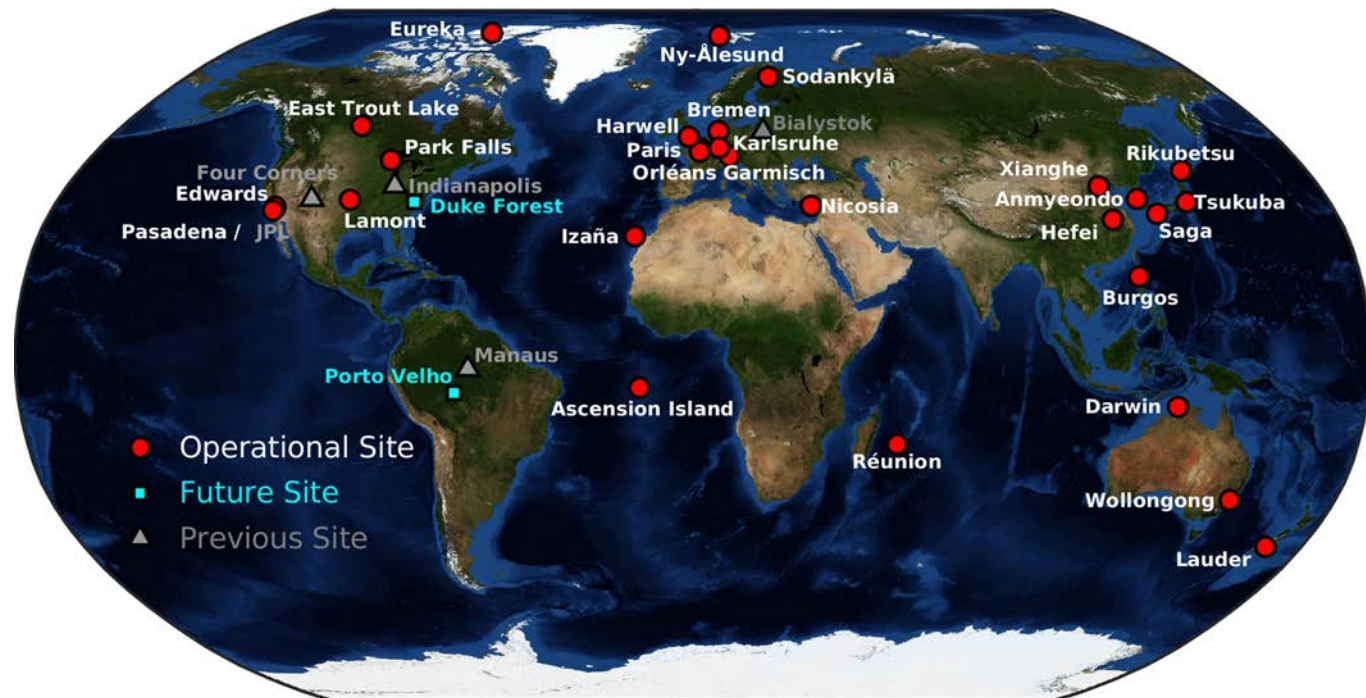 Eureka
Ny-Ålesund
Sodankylä
East Trout Lake
Bremen
Harwell
Bialystok
Park Falls
Paris
Karlsruhe
Four Corners
Indianapolis
Orléans Garmisch
Xianghe
Rikubetsu
Edwards
Duke Forest
Anmyeondo
Tsukuba
Lamont
Nicosia
Pasadena / JPL
Izaña
Hefei
Saga
Burgos
Manaus
Porto Velho
Ascension Island
Darwin
Réunion
Operational Site
Future Site
Previous Site
Wollongong
Lauder